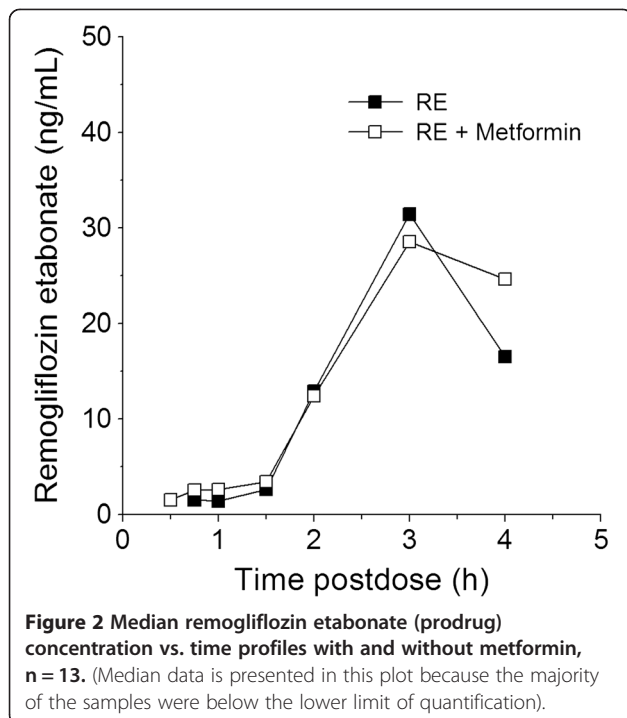 50
40
30
20
10
0
Remogliflozin etabonate (ng/mL)
RE
RE + Metformin
0 1 2 3 4 5
Time postdose (h)
Figure 2 Median remogliflozin etabonate (prodrug)
concentration vs. time profiles with and without metformin,
n = 13. (Median data is presented in this plot because the majority
of the samples were below the lower limit of quantification).